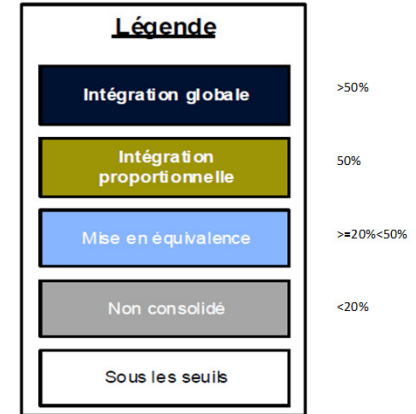 Légende
Intégration globale >50%
Intégration
proportionnelle 50%
Mise en équivalence >=20%<50%
Non consolidé <20%
Sous les seuils